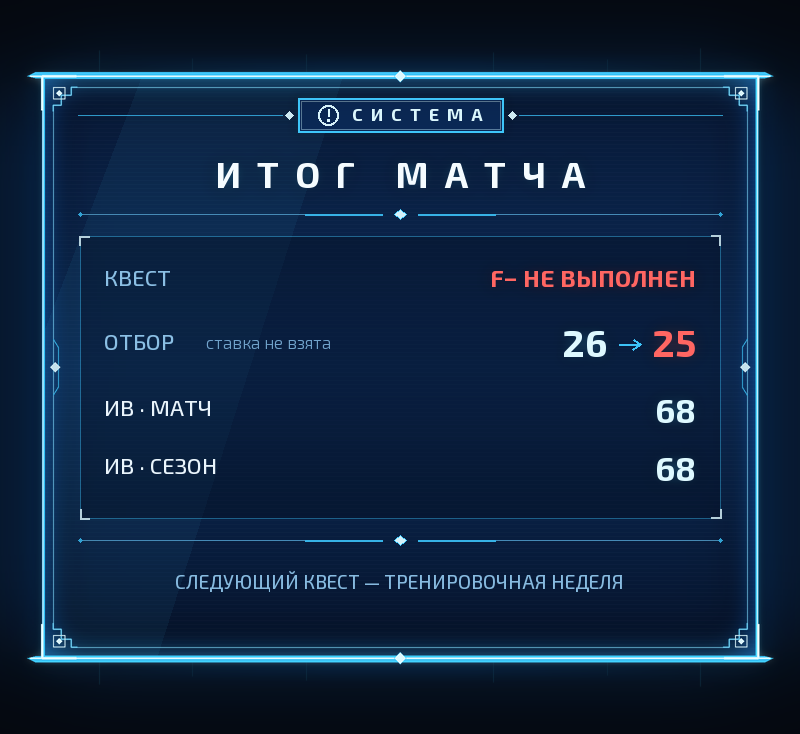 СИСТЕМА
ИТОГ МАТЧА
КВЕСТ F− НЕ ВЫПОЛНЕН
ОТБОР ставка не взята 26 → 25
ИВ · МАТЧ 68
ИВ · СЕЗОН 68
СЛЕДУЮЩИЙ КВЕСТ — ТРЕНИРОВОЧНАЯ НЕДЕЛЯ